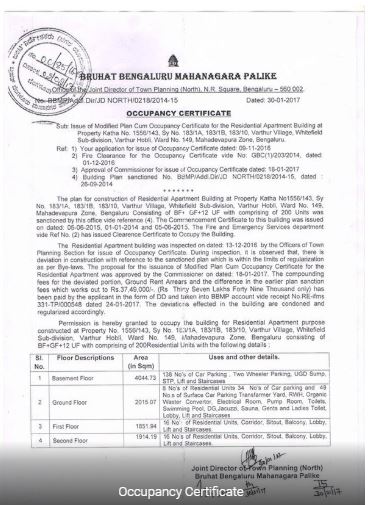 BRUHAT BENGALURU MAHANAGARA PALIKE
Office of the Joint Director of Town Planning (North), N.R. Square, Bengaluru – 560 002.
No. BBMP/Addl.Dir/JD NORTH/0218/2014-15 Dated: 30-01-2017
OCCUPANCY CERTIFICATE
Sub: Issue of Modified Plan Cum Occupancy Certificate for the Residential Apartment Building at
Property Katha No. 1556/143, Sy No. 183/1A, 183/1B, 183/10, Varthur Village, Whitefield
Sub-division, Varthur Hobli, Ward No. 149, Mahadevapura Zone, Bengaluru.
Ref: 1) Your application for issue of Occupancy Certificate dated: 09-11-2016
2) Fire Clearance for the Occupancy Certificate vide No: GBC(1)/203/2014, dated:
01-12-2016
3) Approval of Commissioner for issue of Occupancy Certificate dated: 18-01-2017
4) Building Plan sanctioned No. BBMP/Addl.Dir/JD NORTH/0218/2014-15, dated :
26-09-2014
*******
The plan for construction of Residential Apartment Building at Property Katha No1556/143, Sy
No. 183/1A, 183/1B, 183/10, Varthur Village, Whitefield Sub-division, Varthur Hobli, Ward No. 149,
Mahadevapura Zone, Bengaluru Consisting of BF+ GF+12 UF with comprising of 200 Units was
sanctioned by this office vide reference (4). The Commencement Certificate to this building was issued
on dated: 06-06-2015, 01-01-2014 and 05-06-2015. The Fire and Emergency Services department
vide Ref No. (2) has issued Clearance Certificate to Occupy the Building.
The Residential Apartment building was inspected on dated: 13-12-2016 by the Officers of Town
Planning Section for issue of Occupancy Certificate. During inspection, it is observed that, there is
deviation in construction with reference to the sanctioned plan which is within the limits of regularization
as per Bye-laws. The proposal for the issuance of Modified Plan Cum Occupancy Certificate for the
Residential Apartment was approved by the Commissioner on dated: 18-01-2017. The compounding
fees for the deviated portion, Ground Rent Arrears and the difference in the earlier plan sanction
fees which works out to Rs.37,49,000/- (Rs Thirty Seven Lakhs Forty Nine Thousand only) has
been paid by the applicant in the form of DD and taken into BBMP account vide receipt No.RE-ifms
331-TP/000548 dated 24-01-2017. The deviations effected in the building are condoned and
regularized accordingly.
Permission is hereby granted to occupy the building for Residential Apartment purpose
constructed at Property No. 1556/143, Sy No. 183/1A, 183/1B, 183/10, Varthur Village, Whitefield
Sub-division, Varthur Hobli, Ward No. 149, Mahadevapura Zone, Bengaluru consisting of
BF+GF+12 UF with comprising of 200Residential Units with the following details ;
Sl. No. Floor Descriptions Area (in Sqm) Uses and other details.
1 Basement Floor 4044.73 138 No's of Car Parking , Two Wheeler Parking, UGD Sump, STP, Lift and Staircases
2 Ground Floor 2015.07 8 No's of Residential Units 34 No's of Car parking and 49 No's of Surface Car Parking Transfarmer Yard, RWH, Organic Waster Convertor, Electrical Room, Pump Room, Toilets, Swimming Pool, DG,Jacuzzi, Sauna, Gents and Ladies Toilet, Lobby, Lift and Staircases
3 First Floor 1851.94 16 No's of Residential Units, Corridor, Sitout, Balcony, Lobby, Lift and Staircases.
4 Second Floor 1914.19 16 No's of Residential Units, Corridor, Sitout, Balcony, Lobby, Lift and Staircases.
Joint Director of Town Planning (North)
Bruhat Bengaluru Mahanagara Palike
Occupancy Certificate